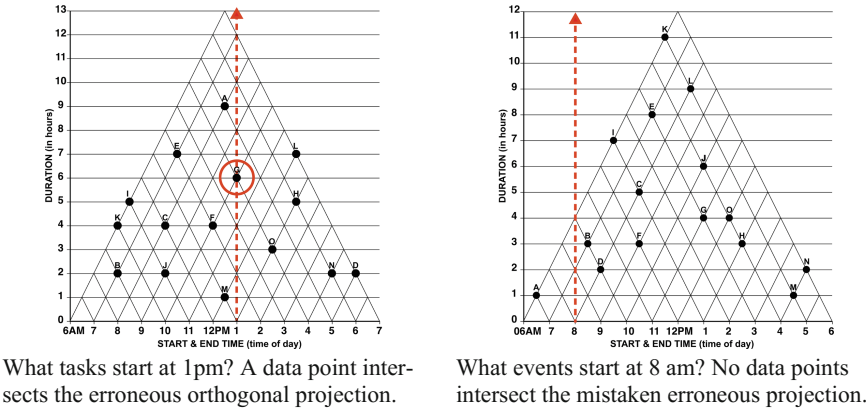 13
12
11
10
9
8
7
6
5
4
3
2
1
0
DURATION (in hours)
A
E
L
G
I
H
K
C
F
O
B
J
N
D
M
6AM 7 8 9 10 11 12PM 1 2 3 4 5 6 7
START & END TIME (time of day)
What tasks start at 1pm? A data point inter-
sects the erroneous orthogonal projection.
12
11
10
9
8
7
6
5
4
3
2
1
0
DURATION (in hours)
K
L
E
I
J
C
G
O
B
F
H
D
N
A
M
06AM 7 8 9 10 11 12PM 1 2 3 4 5 6
START & END TIME (time of day)
What events start at 8 am? No data points
intersect the mistaken erroneous projection.